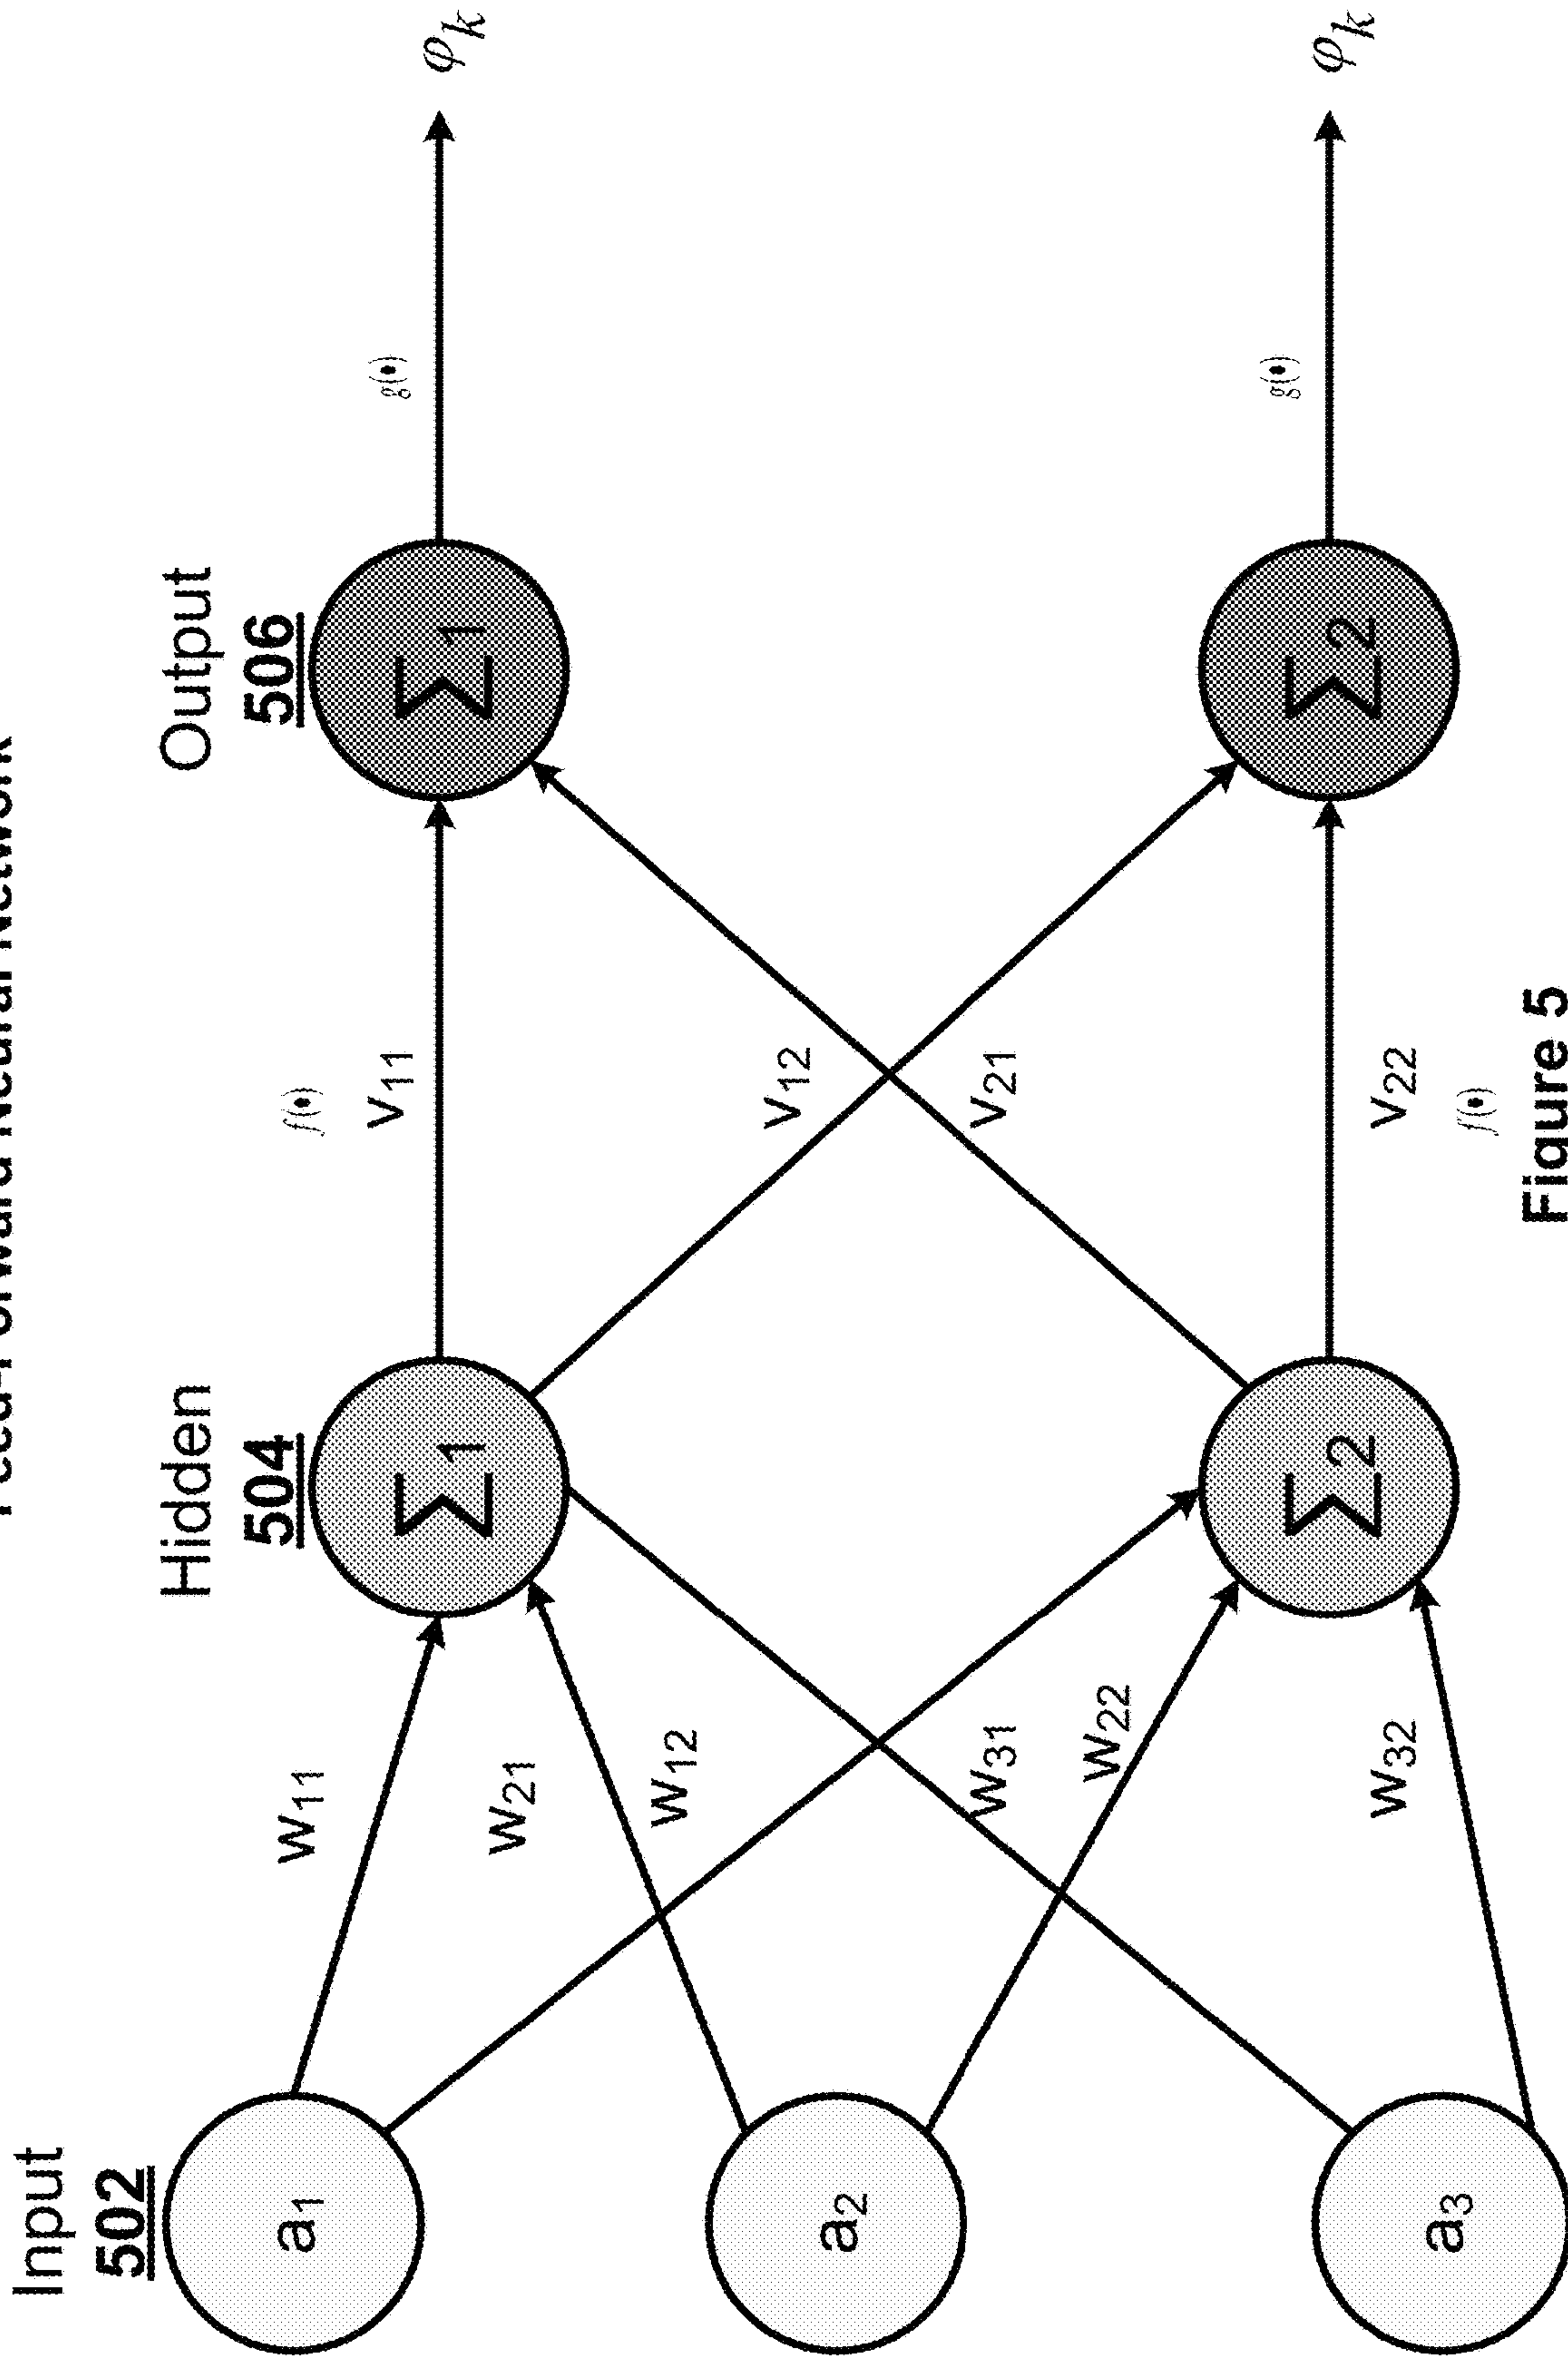 Feed-Forward Neural Network
Input
502
Hidden
504
Output
506
a1
a2
a3
w11
w21
w12
w31
w22
w32
Σ1
Σ2
f(•)
v11
v12
v21
v22
f(•)
Σ1
Σ2
g(•)
g(•)
φk
φk
Figure 5